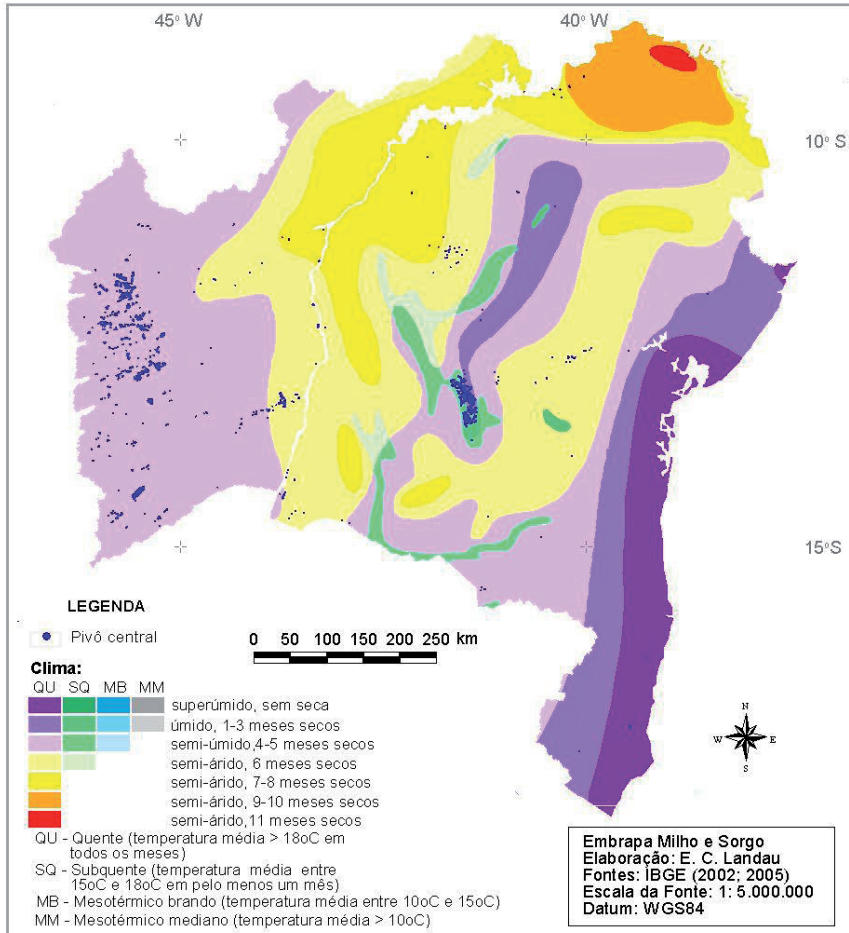 45° W
40° W
10° S
15°S
LEGENDA
Pivô central
0 50 100 150 200 250 km
Clima:
QU SQ MB MM
superúmido, sem seca
úmido, 1-3 meses secos
semi-úmido,4-5 meses secos
semi-árido, 6 meses secos
semi-árido, 7-8 meses secos
semi-árido, 9-10 meses secos
semi-árido, 11 meses secos
QU - Quente (temperatura média > 18oC em
todos os meses)
SQ - Subquente (temperatura média entre
15oC e 18oC em pelo menos um mês)
MB - Mesotérmico brando (temperatura média entre 10oC e 15oC)
MM - Mesotérmico mediano (temperatura média > 10oC)
N
W E
S
Embrapa Milho e Sorgo
Elaboração: E. C. Landau
Fontes: IBGE (2002; 2005)
Escala da Fonte: 1: 5.000.000
Datum: WGS84